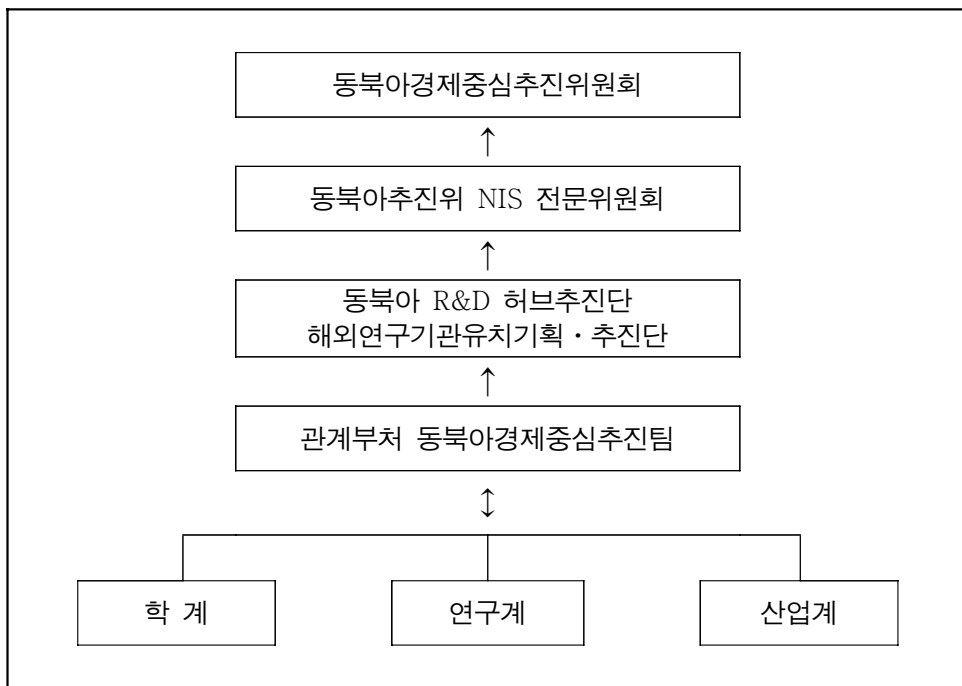 동북아경제중심추진위원회
↑
동북아추진위 NIS 전문위원회
↑
동북아 R&D 허브추진단
해외연구기관유치기획・추진단
↑
관계부처 동북아경제중심추진팀
↕
학 계 연구계 산업계